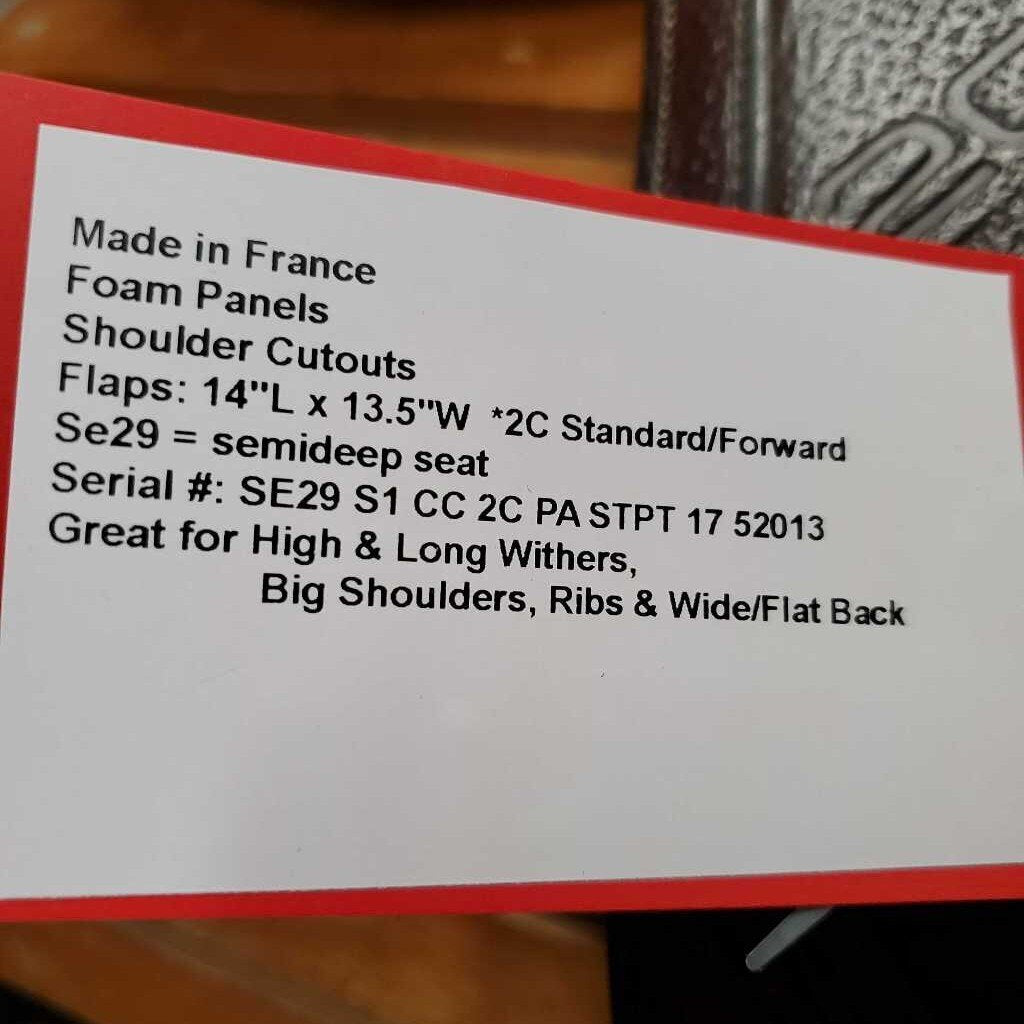 Made in France
Foam Panels
Shoulder Cutouts
Flaps: 14"L x 13.5"W *2C Standard/Forward
Se29 = semideep seat
Serial #: SE29 S1 CC 2C PA STPT 17 52013
Great for High & Long Withers,
Big Shoulders, Ribs & Wide/Flat Back